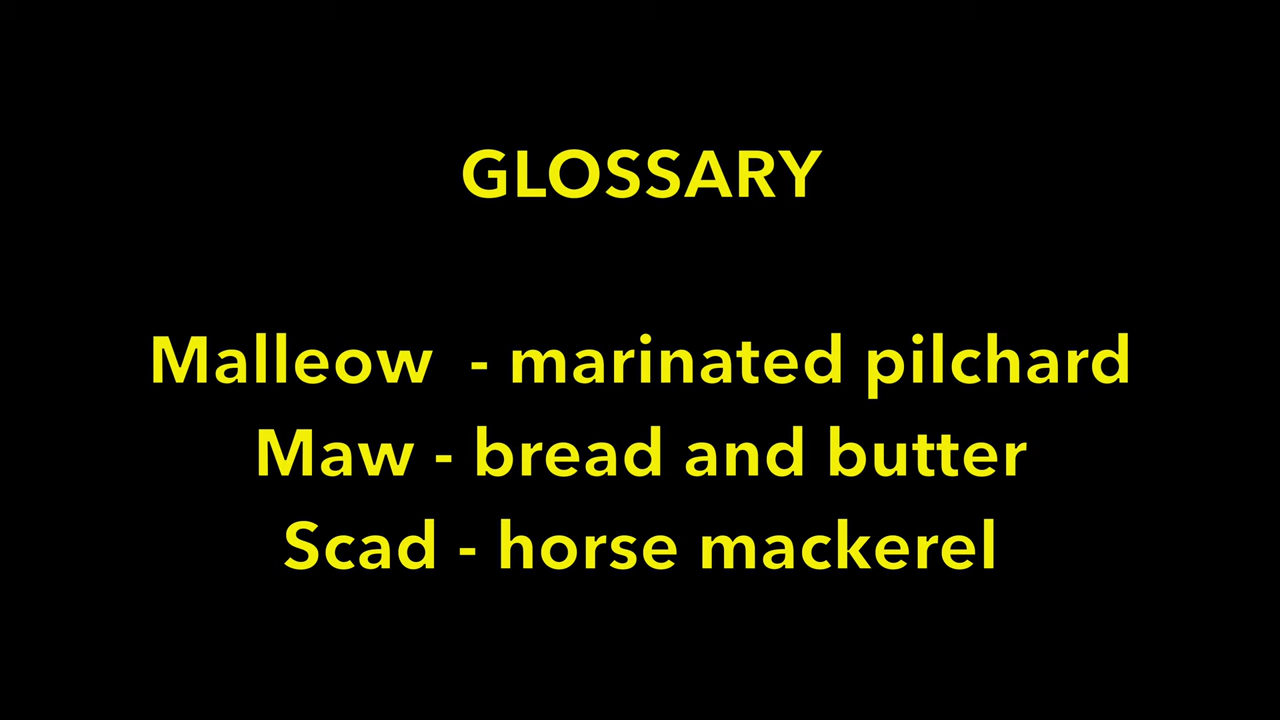 GLOSSARY
Malleow - marinated pilchard
Maw - bread and butter
Scad - horse mackerel